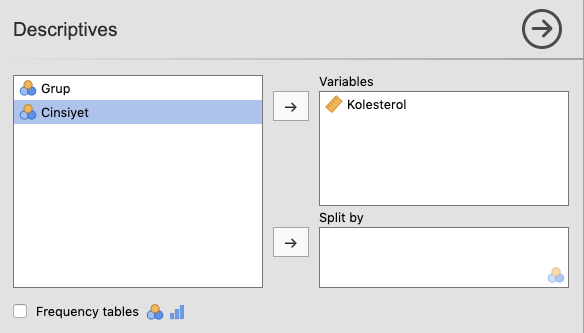 Descriptives
Grup
Cinsiyet
Variables
Kolesterol
Split by
Frequency tables